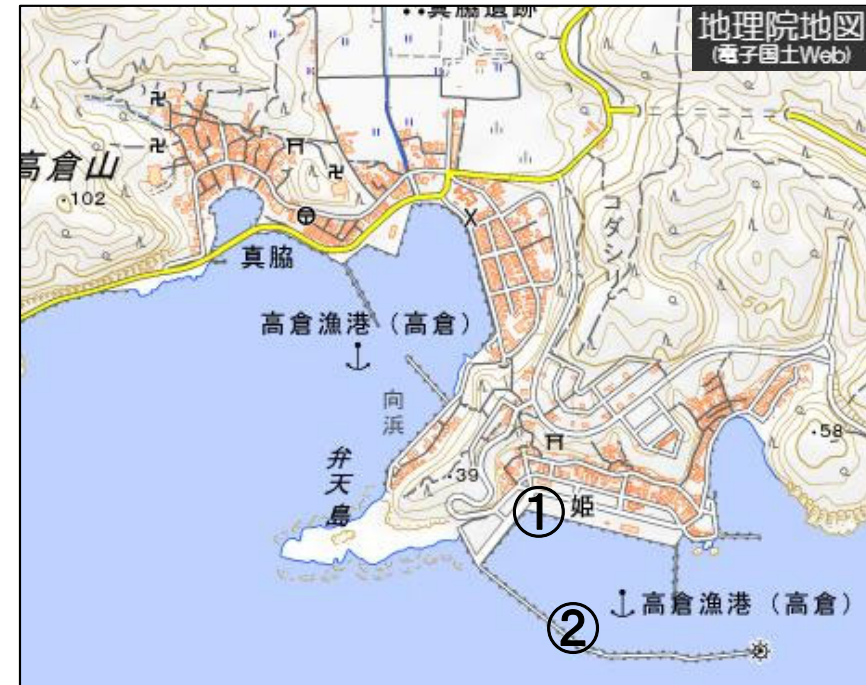 真脇遺跡
地理院地図
(電子国土Web)
高倉山
102
コダシリ
真脇
高倉漁港（高倉）
向浜
弁天島
39
58
50
① 姫
② 高倉漁港（高倉）